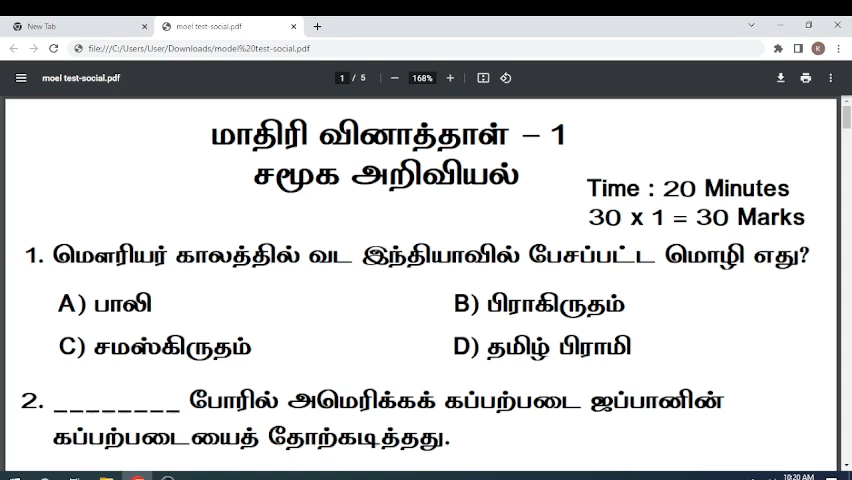 New Tab
moel test-social.pdf
file:///C:/Users/User/Downloads/model%20test-social.pdf
K
moel test-social.pdf
1 / 5
168%
மாதிரி வினாத்தாள் – 1
சமூக அறிவியல்
Time : 20 Minutes
30 x 1 = 30 Marks
1. மௌரியர் காலத்தில் வட இந்தியாவில் பேசப்பட்ட மொழி எது?
A) பாலி
B) பிராகிருதம்
C) சமஸ்கிருதம்
D) தமிழ் பிராமி
2. ________ போரில் அமெரிக்கக் கப்பற்படை ஜப்பானின்
கப்பற்படையைத் தோற்கடித்தது.
10:20 AM